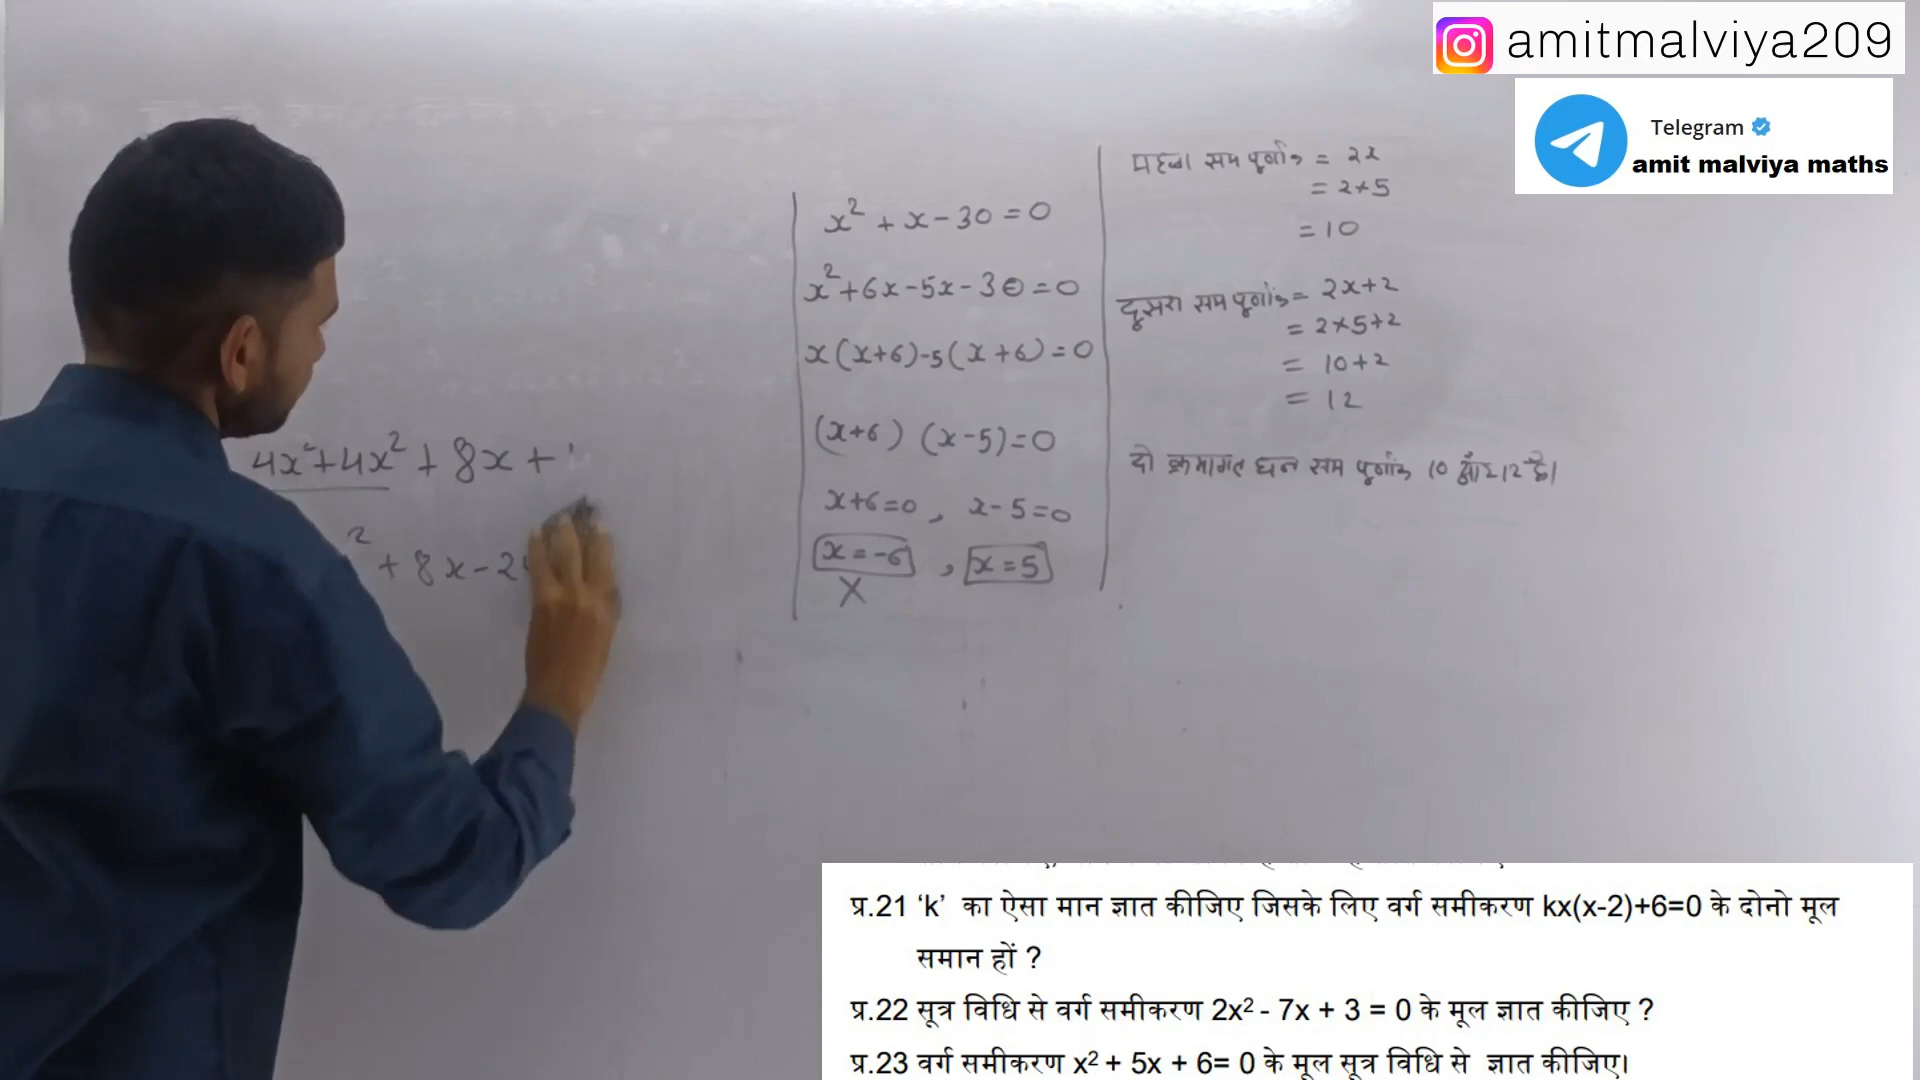 amitmalviya209
Telegram
amit malviya maths
4x²+4x² + 8x +
² + 8x - 2
x² + x - 30 = 0
x² + 6x - 5x - 30 = 0
x(x+6) - 5(x+6) = 0
(x+6) (x-5) = 0
x+6=0 , x-5=0
x = -6 , x = 5
X
पहला सम पूर्णांक = 2x
= 2×5
= 10
दूसरा सम पूर्णांक = 2x+2
= 2×5+2
= 10+2
= 12
दो क्रमागत धन सम पूर्णांक 10 और 12 है।
प्र.21 ‘k’ का ऐसा मान ज्ञात कीजिए जिसके लिए वर्ग समीकरण kx(x-2)+6=0 के दोनो मूल
समान हों ?
प्र.22 सूत्र विधि से वर्ग समीकरण 2x² - 7x + 3 = 0 के मूल ज्ञात कीजिए ?
प्र.23 वर्ग समीकरण x² + 5x + 6= 0 के मूल सूत्र विधि से ज्ञात कीजिए।